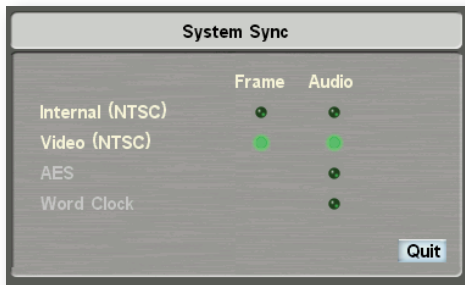 System Sync
Frame Audio
Internal (NTSC)
Video (NTSC)
AES
Word Clock
Quit